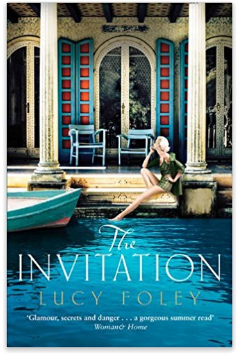 The
INVITATION
LUCY FOLEY
‘Glamour, secrets and danger . . . a gorgeous summer read’
Woman & Home